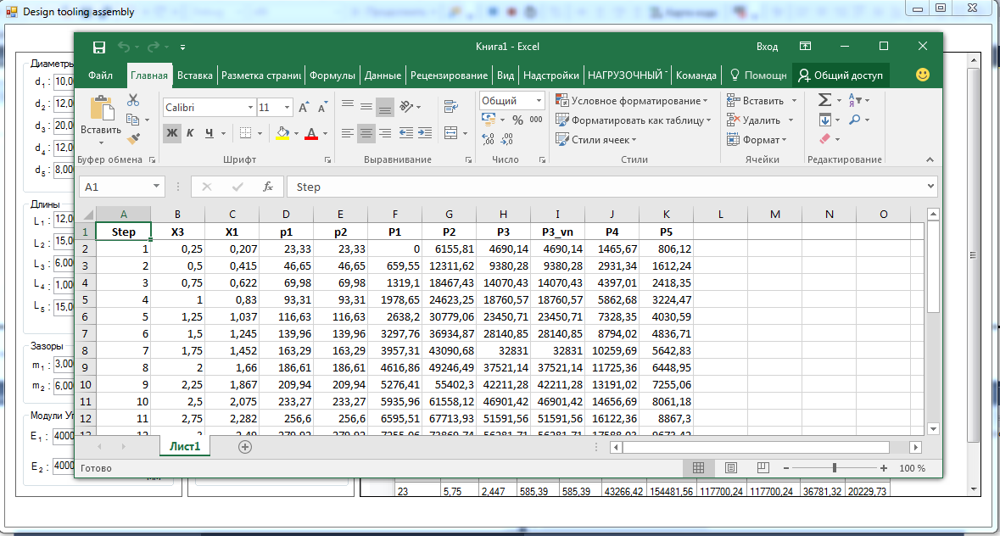 Design tooling assembly
Книга1 - Excel
Вход
Файл Главная Вставка Разметка страниц Формулы Данные Рецензирование Вид Надстройки НАГРУЗОЧНЫЙ Команда Помощн Общий доступ
Вставить
Calibri 11
Ж К Ч
Общий
% 000
Условное форматирование
Форматировать как таблицу
Стили ячеек
Вставить
Удалить
Формат
Буфер обмена Шрифт Выравнивание Число Стили Ячейки Редактирование
A1 fx Step
A B C D E F G H I J K L M N O
1 Step X3 X1 p1 p2 P1 P2 P3 P3_vn P4 P5
2 1 0,25 0,207 23,33 23,33 0 6155,81 4690,14 4690,14 1465,67 806,12
3 2 0,5 0,415 46,65 46,65 659,55 12311,62 9380,28 9380,28 2931,34 1612,24
4 3 0,75 0,622 69,98 69,98 1319,1 18467,43 14070,43 14070,43 4397,01 2418,35
5 4 1 0,83 93,31 93,31 1978,65 24623,25 18760,57 18760,57 5862,68 3224,47
6 5 1,25 1,037 116,63 116,63 2638,2 30779,06 23450,71 23450,71 7328,35 4030,59
7 6 1,5 1,245 139,96 139,96 3297,76 36934,87 28140,85 28140,85 8794,02 4836,71
8 7 1,75 1,452 163,29 163,29 3957,31 43090,68 32831 32831 10259,69 5642,83
9 8 2 1,66 186,61 186,61 4616,86 49246,49 37521,14 37521,14 11725,36 6448,95
10 9 2,25 1,867 209,94 209,94 5276,41 55402,3 42211,28 42211,28 13191,02 7255,06
11 10 2,5 2,075 233,27 233,27 5935,96 61558,12 46901,42 46901,42 14656,69 8061,18
12 11 2,75 2,282 256,6 256,6 6595,51 67713,93 51591,56 51591,56 16122,36 8867,3
Лист1
Готово
100 %
Диаметры
d1: 10,0
d2: 12,0
d3: 20,0
d4: 12,0
d5: 8,00
Длины
L1: 12,0
L2: 15,0
L3: 6,00
L4: 1,00
L5: 15,0
Зазоры
m1: 3,00
m2: 6,00
Модули Уп
E1: 4000
E2: 4000
23 5,75 2,447 585,39 585,39 43266,42 154481,56 117700,24 117700,24 36781,32 20229,73